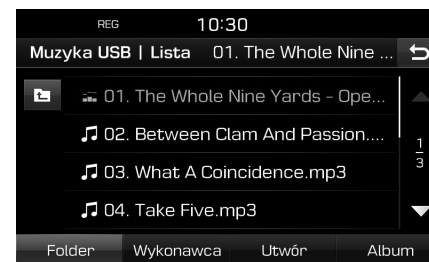 REG 10:30
Muzyka USB | Lista 01. The Whole Nine ...
01. The Whole Nine Yards - Ope...
02. Between Clam And Passion....
03. What A Coincidence.mp3
04. Take Five.mp3
1
3
Folder Wykonawca Utwór Album